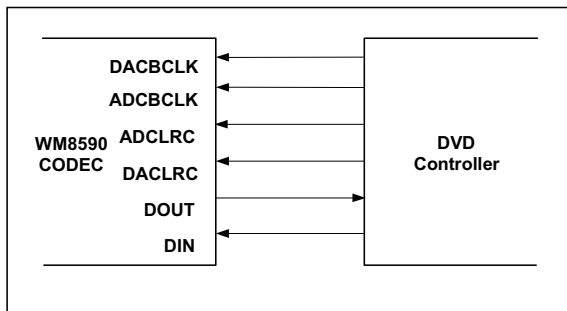 DACBCLK
ADCBCLK
ADCLRC
WM8590
CODEC
DACLRC
DOUT
DIN
DVD
Controller